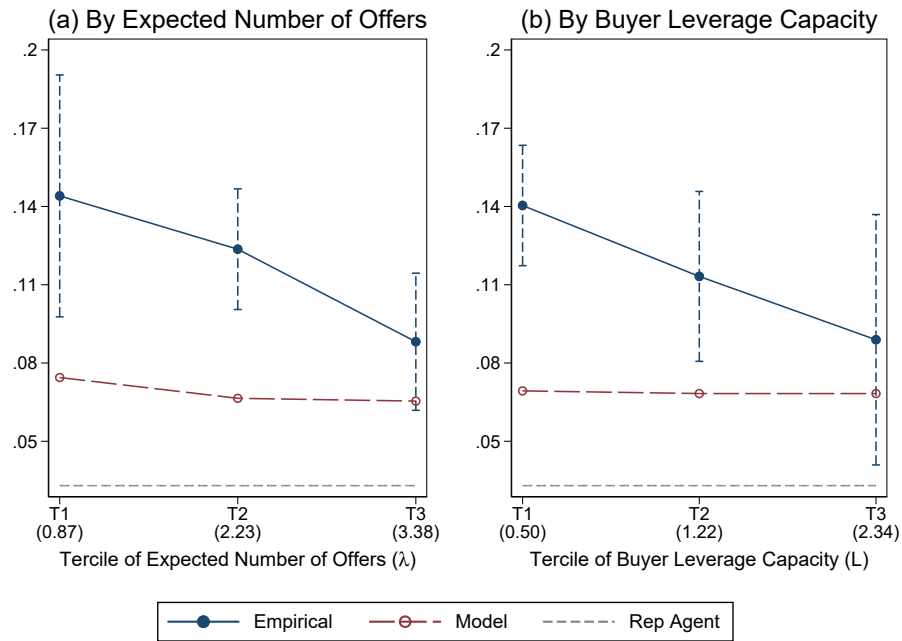 (a) By Expected Number of Offers
.2
.17
.14
.11
.08
.05
T1 T2 T3
(0.87) (2.23) (3.38)
Tercile of Expected Number of Offers (λ)
(b) By Buyer Leverage Capacity
.2
.17
.14
.11
.08
.05
T1 T2 T3
(0.50) (1.22) (2.34)
Tercile of Buyer Leverage Capacity (L)
Empirical Model Rep Agent